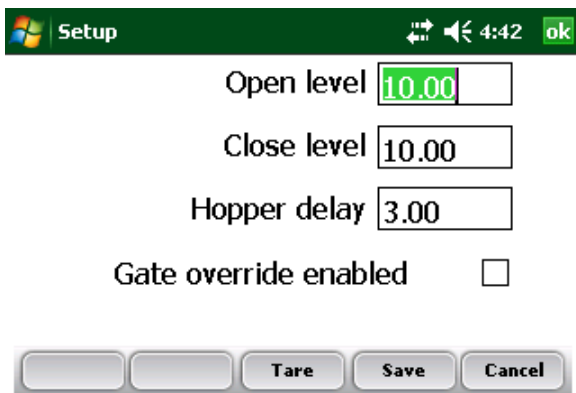 Setup 4:42 ok
Open level 10.00
Close level 10.00
Hopper delay 3.00
Gate override enabled
Tare Save Cancel